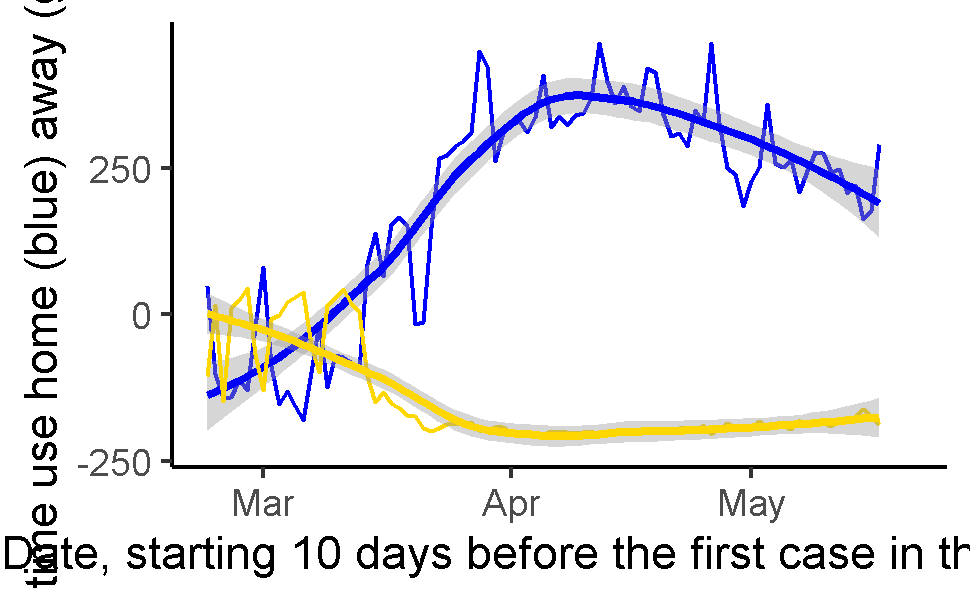 time use home (blue) away (
250
0
-250
Mar Apr May
Date, starting 10 days before the first case in th